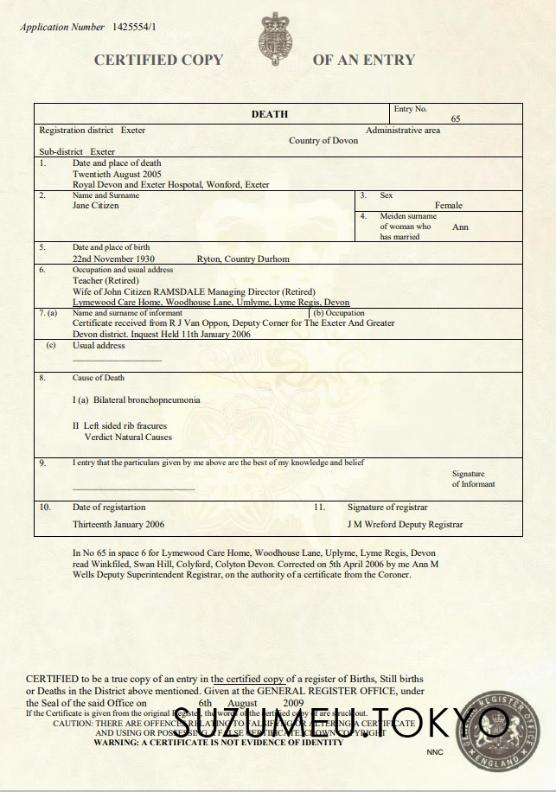 Application Number 1425554/1
CERTIFIED COPY OF AN ENTRY
DEATH
Entry No.
65
Registration district Exeter
Administrative area
Country of Dovon
Sub-district Exeter
1. Date and place of death
Twentieth August 2005
Royal Devon and Exeter Hospotal, Wonford, Exeter
2. Name and Surname
Jane Citizen
3. Sex
Female
4. Meiden surname
of woman who
has married
Ann
5. Date and place of birth
22nd November 1930 Ryton, Country Durhom
6. Occupation and usual address
Teacher (Retired)
Wife of John Citizen RAMSDALE Managing Director (Retired)
Lymewood Care Home, Woodhouse Lane, Umlyme, Lyme Regis, Devon
7. (a) Name and surname of informant (b) Occupation
Certificate received from R J Van Oppon, Deputy Corner for The Exeter And Greater
Devon district. Inquest Held 11th January 2006
(c) Usual address
8. Cause of Death
I (a) Bilateral bronchopneumonia
II Left sided rib fracures
Verdict Natural Causes
9. I entry that the particulars given by me above are the best of my knowledge and belief
Signature
of Informant
10. Date of registartion
Thirteenth January 2006
11. Signature of registrar
J M Wreford Deputy Registrar
In No 65 in space 6 for Lymewood Care Home, Woodhouse Lane, Uplyme, Lyme Regis, Devon
read Winkfiled, Swan Hill, Colyford, Colyton Devon. Corrected on 5th April 2006 by me Ann M
Wells Deputy Superintendent Registrar, on the authority of a certificate from the Coroner.
CERTIFIED to be a true copy of an entry in the certified copy of a register of Births, Still births
or Deaths in the District above mentioned. Given at the GENERAL REGISTER OFFICE, under
the Seal of the said Office on 6th August 2009
If the Certificate is given from the original Register, the words of the certified copy of are struck out.
CAUTION: THERE ARE OFFENCES RELATING TO FALSIFYING OR ALTERING A CERTIFICATE
AND USING OR POSSESSING A FALSE CERTIFICATE. CROWN COPYRIGHT
WARNING: A CERTIFICATE IS NOT EVIDENCE OF IDENTITY
SUZUMEU.TOKYO
NNC
REGISTER OFFICE
ENGLAND